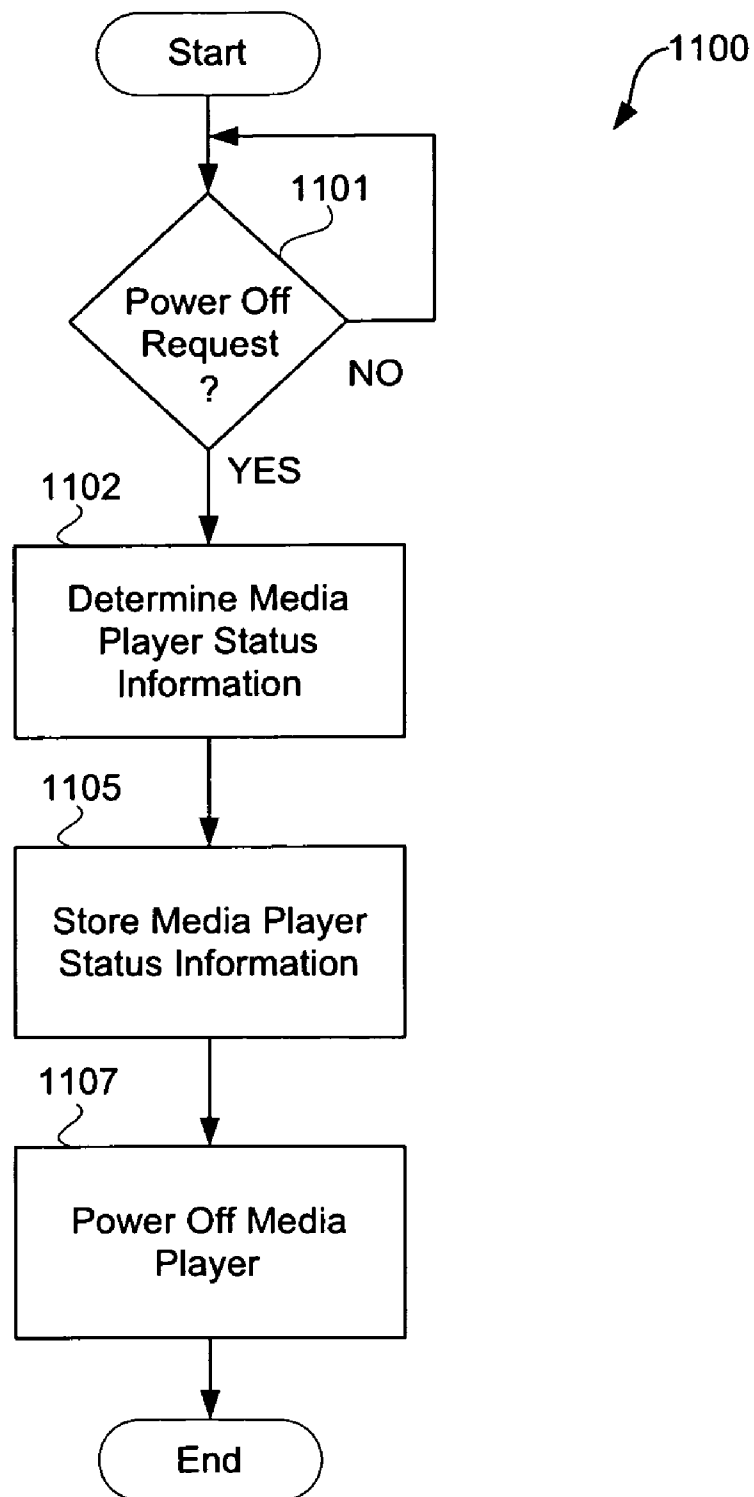 Start
1100
1101
Power Off
Request
?
NO
YES
1102
Determine Media
Player Status
Information
1105
Store Media Player
Status Information
1107
Power Off Media
Player
End